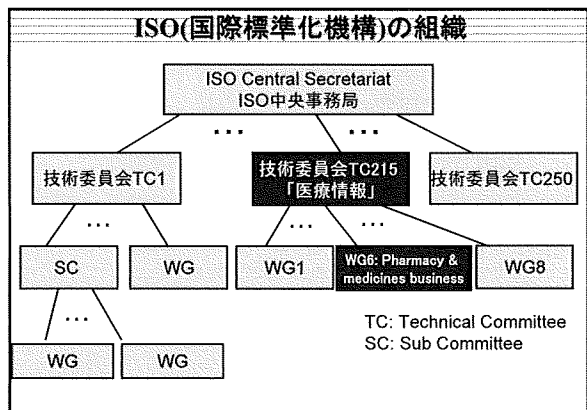 ISO(国際標準化機構)の組織
ISO Central Secretariat
ISO中央事務局
... ...
技術委員会TC1
技術委員会TC215
「医療情報」
技術委員会TC250
... ... ...
SC
WG
WG1
WG6: Pharmacy &
medicines business
WG8
...
TC: Technical Committee
SC: Sub Committee
WG
WG